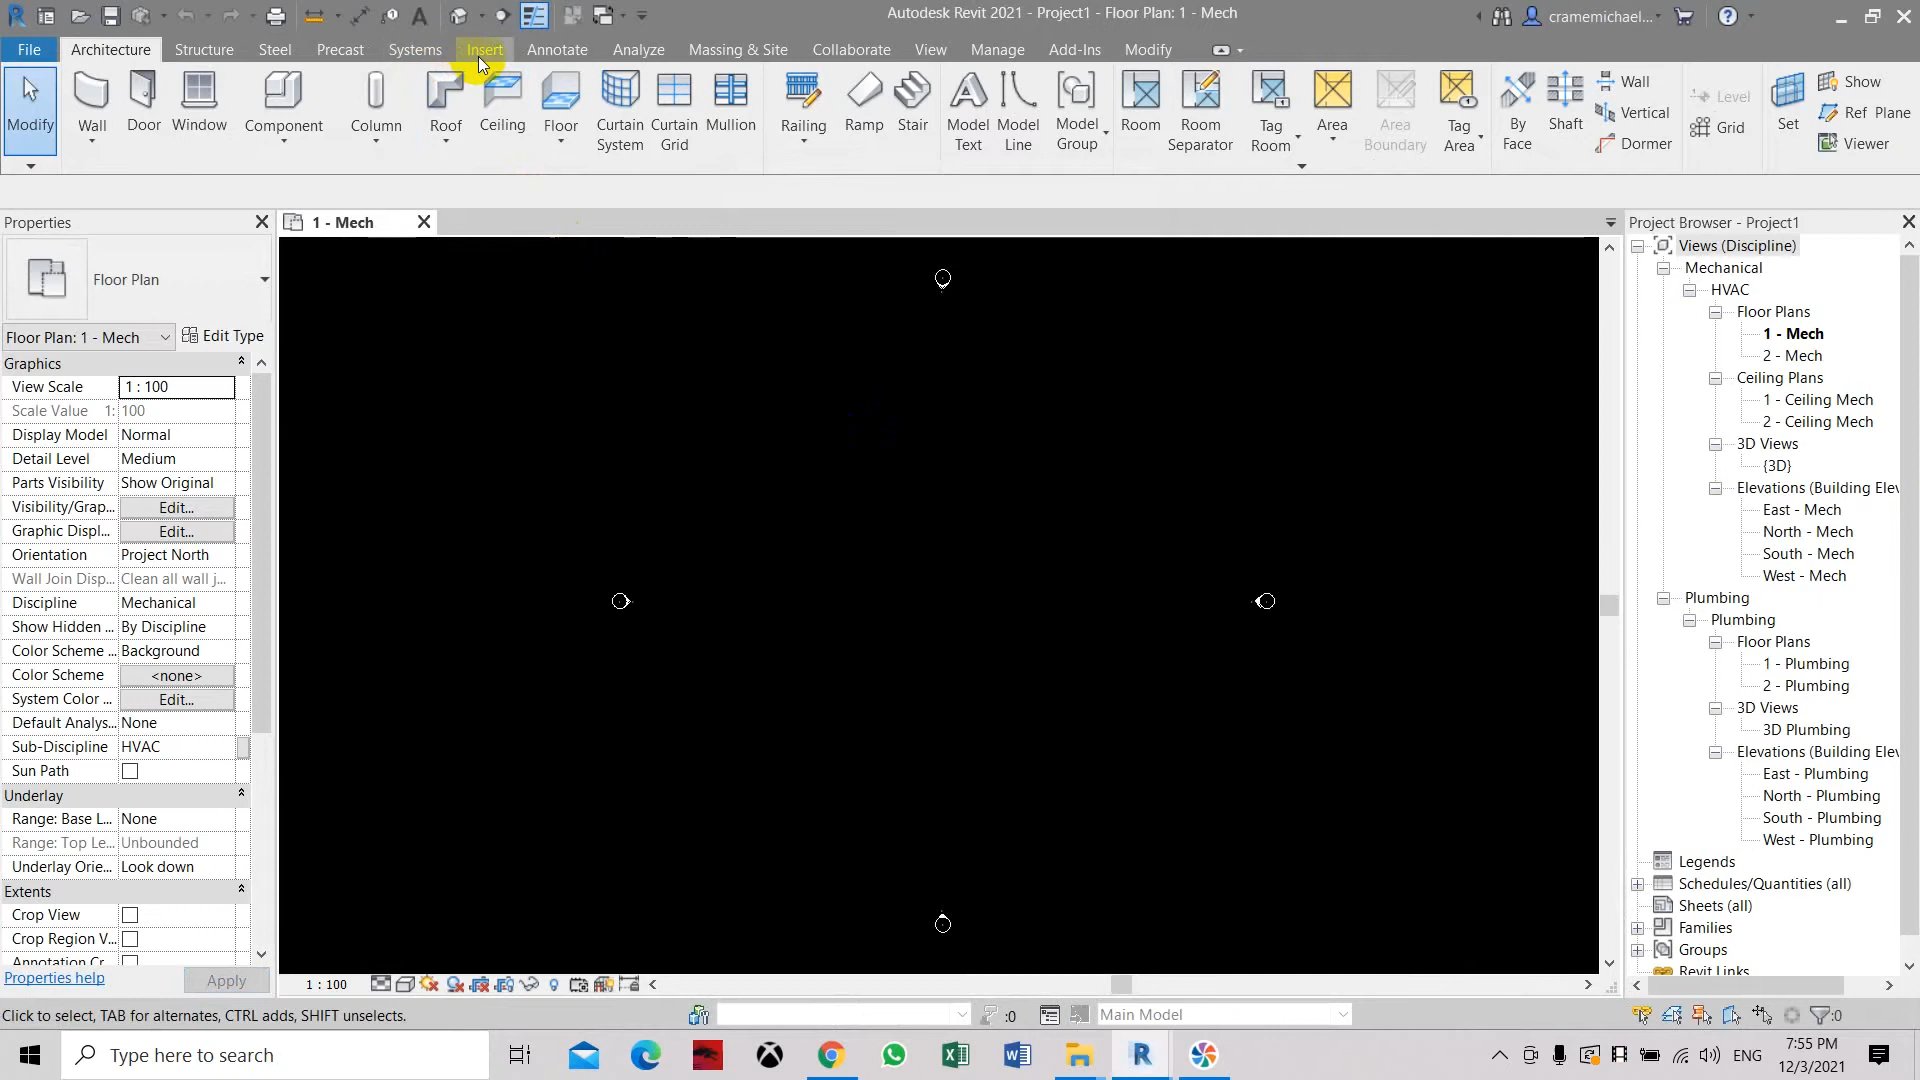 Autodesk Revit 2021 - Project1 - Floor Plan: 1 - Mech
cramemichael...
File Architecture Structure Steel Precast Systems Insert Annotate Analyze Massing & Site Collaborate View Manage Add-Ins Modify
Modify
Wall
Door
Window
Component
Column
Roof
Ceiling
Floor
Curtain System
Curtain Grid
Mullion
Railing
Ramp
Stair
Model Text
Model Line
Model Group
Room
Room Separator
Tag Room
Area
Area Boundary
Tag Area
By Face
Shaft
Wall
Vertical
Dormer
Level
Grid
Set
Show
Ref Plane
Viewer
Properties
Floor Plan
Floor Plan: 1 - Mech
Edit Type
Graphics
View Scale 1 : 100
Scale Value 1: 100
Display Model Normal
Detail Level Medium
Parts Visibility Show Original
Visibility/Grap... Edit...
Graphic Displ... Edit...
Orientation Project North
Wall Join Disp... Clean all wall j...
Discipline Mechanical
Show Hidden ... By Discipline
Color Scheme ... Background
Color Scheme <none>
System Color ... Edit...
Default Analys... None
Sub-Discipline HVAC
Sun Path
Underlay
Range: Base L... None
Range: Top Le... Unbounded
Underlay Orie... Look down
Extents
Crop View
Crop Region V...
Annotation Cr
Properties help
Apply
1 - Mech
1 : 100
Project Browser - Project1
Views (Discipline)
Mechanical
HVAC
Floor Plans
1 - Mech
2 - Mech
Ceiling Plans
1 - Ceiling Mech
2 - Ceiling Mech
3D Views
{3D}
Elevations (Building Elev
East - Mech
North - Mech
South - Mech
West - Mech
Plumbing
Plumbing
Floor Plans
1 - Plumbing
2 - Plumbing
3D Views
3D Plumbing
Elevations (Building Elev
East - Plumbing
North - Plumbing
South - Plumbing
West - Plumbing
Legends
Schedules/Quantities (all)
Sheets (all)
Families
Groups
Revit Links
Click to select, TAB for alternates, CTRL adds, SHIFT unselects.
:0
Main Model
:0
Type here to search
ENG
7:55 PM
12/3/2021